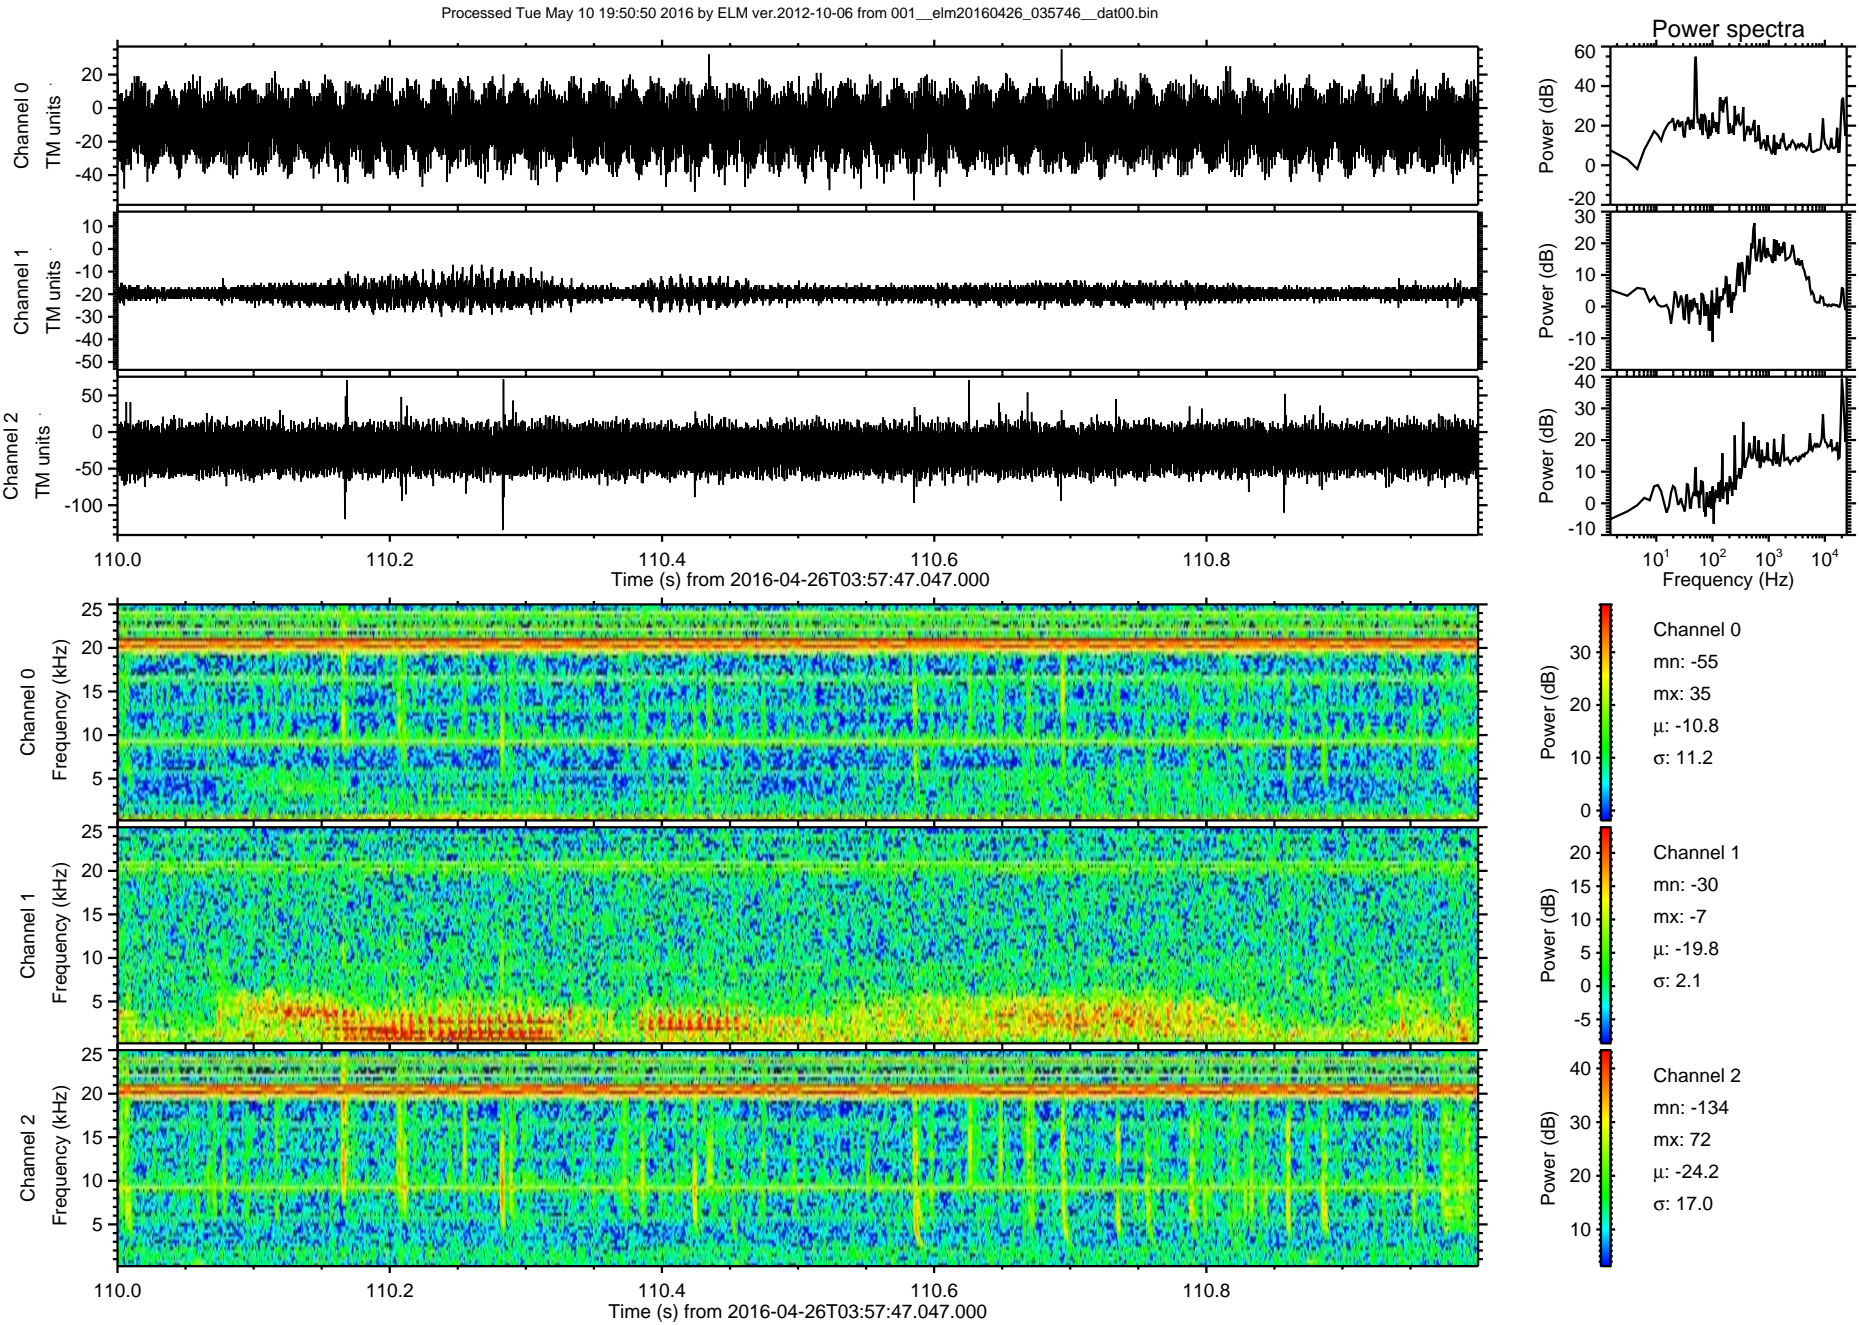 Processed Tue May 10 19:50:50 2016 by ELM ver.2012-10-06 from 001__elm20160426_035746__dat00.bin
Power spectra
Channel 0
TM units
20
0
-20
-40
Power (dB)
60
40
20
0
-20
Channel 1
TM units
10
0
-10
-20
-30
-40
-50
Power (dB)
30
20
10
0
-10
-20
Channel 2
TM units
50
0
-50
-100
Power (dB)
40
30
20
10
0
-10
110.0 110.2 110.4 110.6 110.8
Time (s) from 2016-04-26T03:57:47.047.000
10^1 10^2 10^3 10^4
Frequency (Hz)
Channel 0
Frequency (kHz)
25
20
15
10
5
Power (dB)
30
20
10
0
Channel 0
mn: -55
mx: 35
μ: -10.8
σ: 11.2
Channel 1
Frequency (kHz)
25
20
15
10
5
Power (dB)
20
15
10
5
0
-5
Channel 1
mn: -30
mx: -7
μ: -19.8
σ: 2.1
Channel 2
Frequency (kHz)
25
20
15
10
5
Power (dB)
40
30
20
10
Channel 2
mn: -134
mx: 72
μ: -24.2
σ: 17.0
110.0 110.2 110.4 110.6 110.8
Time (s) from 2016-04-26T03:57:47.047.000